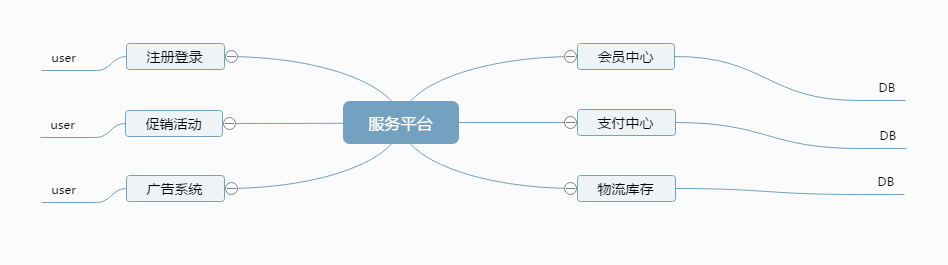 user
注册登录
会员中心
DB
服务平台
user
促销活动
支付中心
DB
user
广告系统
物流库存
DB